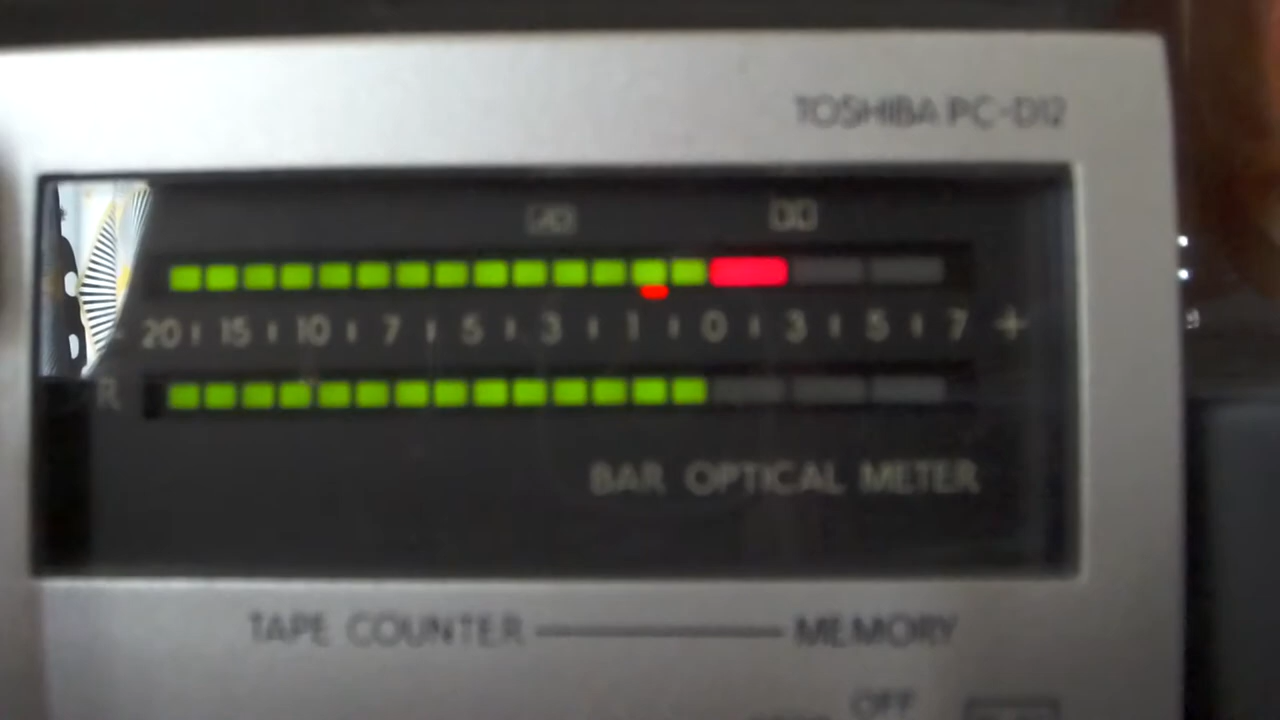 TOSHIBA PC-D12
20 15 10 7 5 3 1 0 3 5 7 +
R
BAR OPTICAL METER
TAPE COUNTER MEMORY
OFF